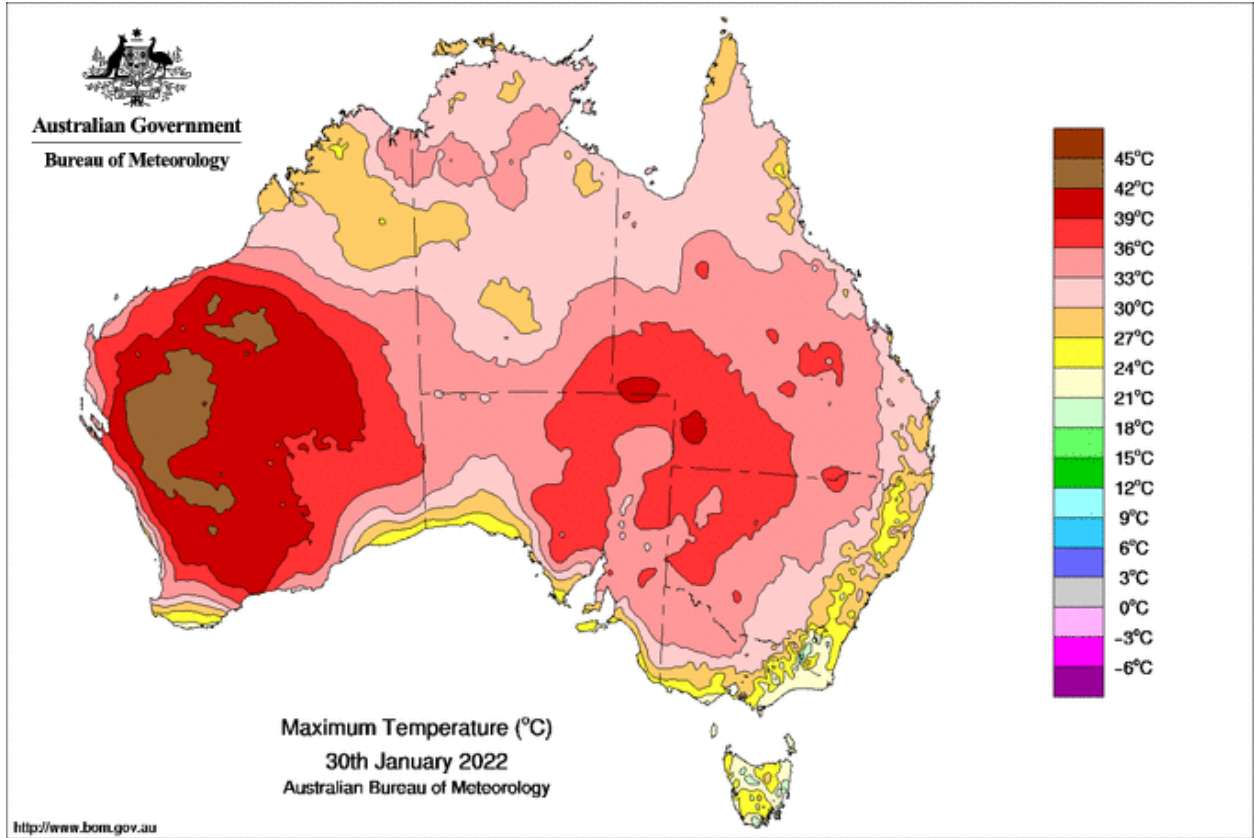 Australian Government
Bureau of Meteorology
45°C
42°C
39°C
36°C
33°C
30°C
27°C
24°C
21°C
18°C
15°C
12°C
9°C
6°C
3°C
0°C
-3°C
-6°C
Maximum Temperature (°C)
30th January 2022
Australian Bureau of Meteorology
http://www.bom.gov.au